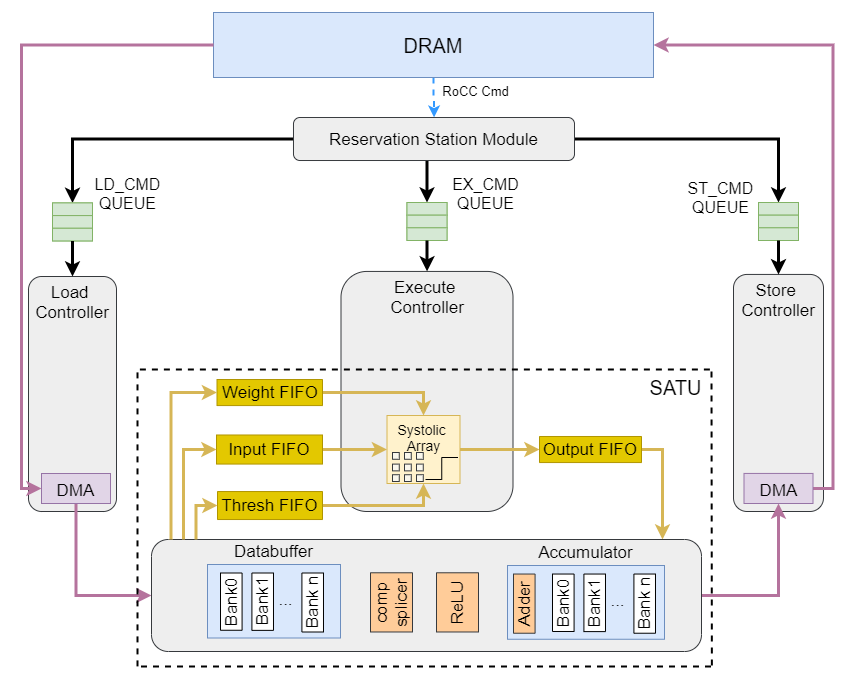 DRAM
RoCC Cmd
Reservation Station Module
LD_CMD
QUEUE
EX_CMD
QUEUE
ST_CMD
QUEUE
Load
Controller
Execute
Controller
Store
Controller
SATU
Weight FIFO
Input FIFO
Thresh FIFO
Systolic
Array
Output FIFO
DMA
DMA
Databuffer
Bank0
Bank1
...
Bank n
comp
splicer
ReLU
Accumulator
Adder
Bank0
Bank1
...
Bank n